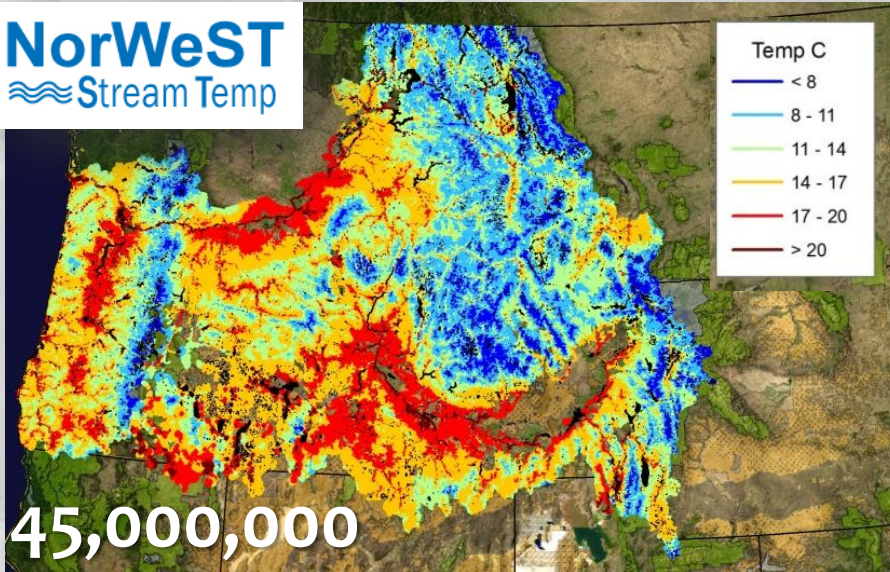 NorWeST
Stream Temp
Temp C
< 8
8 - 11
11 - 14
14 - 17
17 - 20
> 20
45,000,000